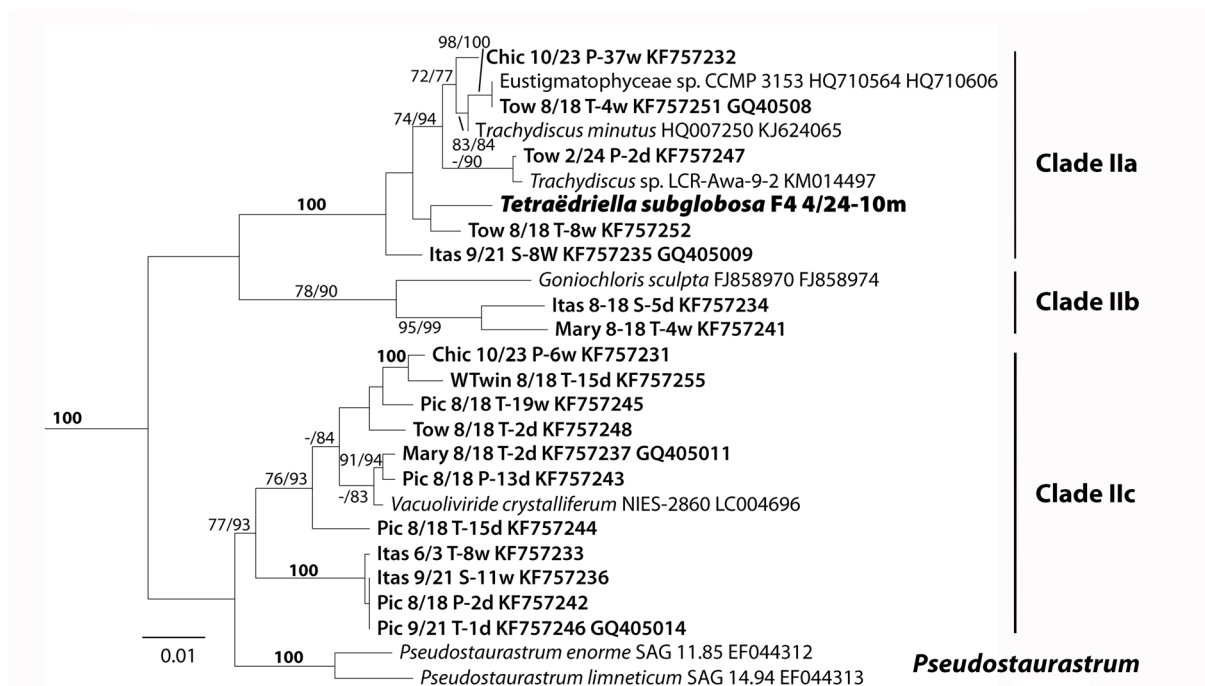 98/100
Chic 10/23 P-37w KF757232
72/77
Eustigmatophyceae sp. CCMP 3153 HQ710564 HQ710606
Tow 8/18 T-4w KF757251 GQ40508
74/94
Trachydiscus minutus HQ007250 KJ624065
83/84
-/90
Tow 2/24 P-2d KF757247
Clade IIa
Trachydiscus sp. LCR-Awa-9-2 KM014497
100
Tetraëdriella subglobosa F4 4/24-10m
Tow 8/18 T-8w KF757252
Itas 9/21 S-8W KF757235 GQ405009
Goniochloris sculpta FJ858970 FJ858974
78/90
Itas 8-18 S-5d KF757234
Clade IIb
95/99
Mary 8-18 T-4w KF757241
100
Chic 10/23 P-6w KF757231
WTwin 8/18 T-15d KF757255
Pic 8/18 T-19w KF757245
100
Tow 8/18 T-2d KF757248
-/84
91/94
Mary 8/18 T-2d KF757237 GQ405011
76/93
Pic 8/18 P-13d KF757243
-/83
Vacuoliviride crystalliferum NIES-2860 LC004696
Clade IIc
77/93
Pic 8/18 T-15d KF757244
Itas 6/3 T-8w KF757233
100
Itas 9/21 S-11w KF757236
Pic 8/18 P-2d KF757242
Pic 9/21 T-1d KF757246 GQ405014
0.01
100
Pseudostaurastrum enorme SAG 11.85 EF044312
Pseudostaurastrum
Pseudostaurastrum limneticum SAG 14.94 EF044313